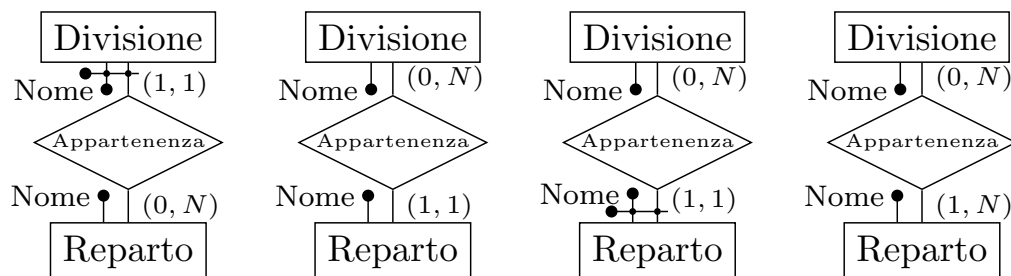 Divisione
(1, 1)
Nome
Appartenenza
Nome
(0, N)
Reparto
Divisione
(0, N)
Nome
Appartenenza
Nome
(1, 1)
Reparto
Divisione
(0, N)
Nome
Appartenenza
Nome
(1, 1)
Reparto
Divisione
(0, N)
Nome
Appartenenza
Nome
(1, N)
Reparto